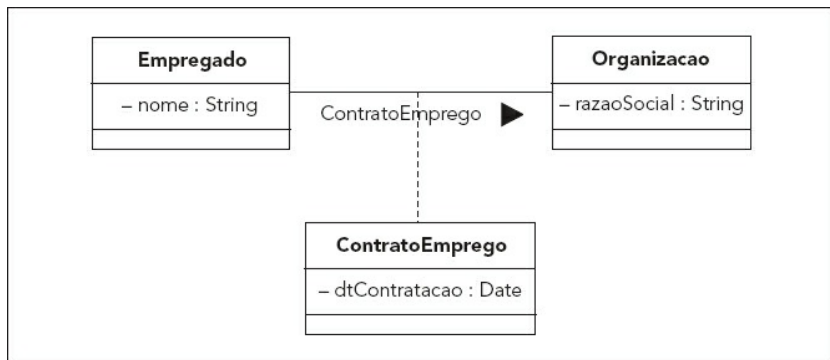 Empregado
– nome : String
Organizacao
– razaoSocial : String
ContratoEmprego
ContratoEmprego
– dtContratacao : Date